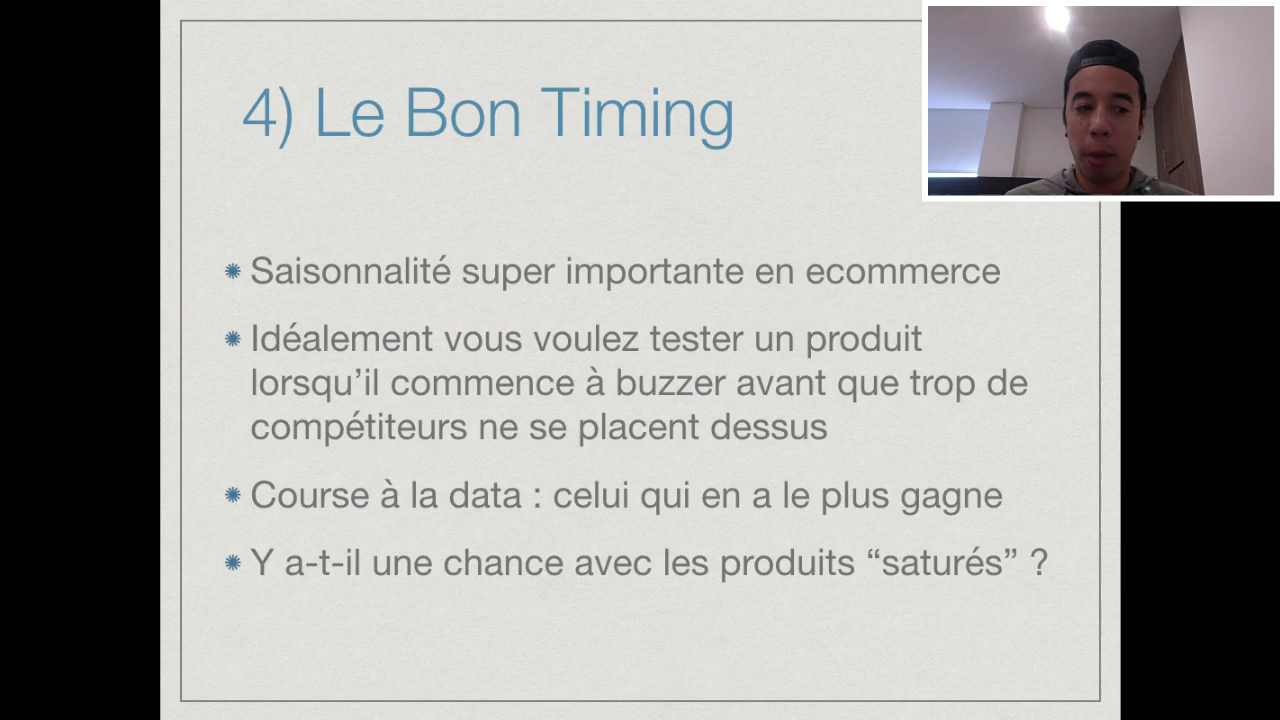 4) Le Bon Timing
Saisonnalité super importante en ecommerce
Idéalement vous voulez tester un produit
lorsqu’il commence à buzzer avant que trop de
compétiteurs ne se placent dessus
Course à la data : celui qui en a le plus gagne
Y a-t-il une chance avec les produits “saturés” ?